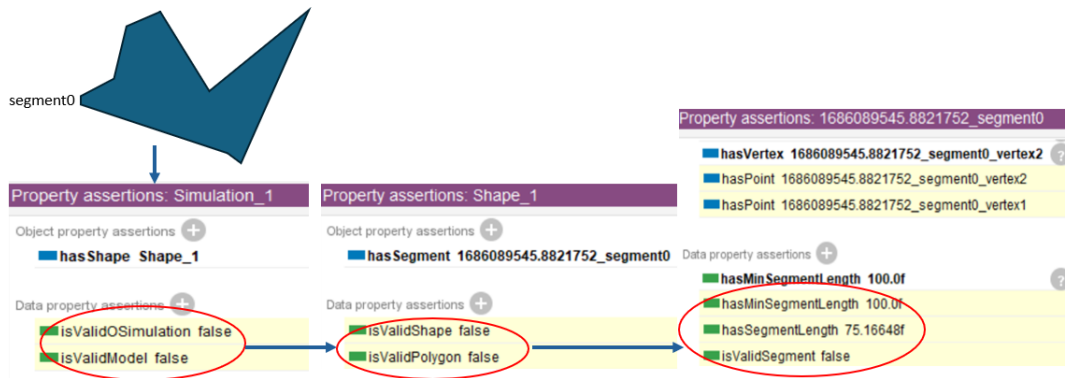 segment0
Property assertions: Simulation_1
Object property assertions
hasShape Shape_1
Data property assertions
isValidOSimulation false
isValidModel false
Property assertions: Shape_1
Object property assertions
hasSegment 1686089545.8821752_segment0
Data property assertions
isValidShape false
isValidPolygon false
Property assertions: 1686089545.8821752_segment0
hasVertex 1686089545.8821752_segment0_vertex2
hasPoint 1686089545.8821752_segment0_vertex2
hasPoint 1686089545.8821752_segment0_vertex1
Data property assertions
hasMinSegmentLength 100.0f
hasMinSegmentLength 100.0f
hasSegmentLength 75.16648f
isValidSegment false